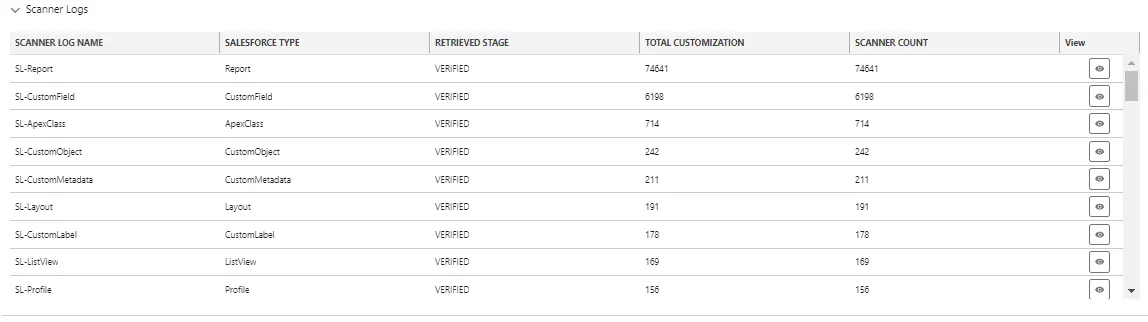 Scanner Logs
SCANNER LOG NAME SALESFORCE TYPE RETRIEVED STAGE TOTAL CUSTOMIZATION SCANNER COUNT View
SL-Report Report VERIFIED 74641 74641
SL-CustomField CustomField VERIFIED 6198 6198
SL-ApexClass ApexClass VERIFIED 714 714
SL-CustomObject CustomObject VERIFIED 242 242
SL-CustomMetadata CustomMetadata VERIFIED 211 211
SL-Layout Layout VERIFIED 191 191
SL-CustomLabel CustomLabel VERIFIED 178 178
SL-ListView ListView VERIFIED 169 169
SL-Profile Profile VERIFIED 156 156